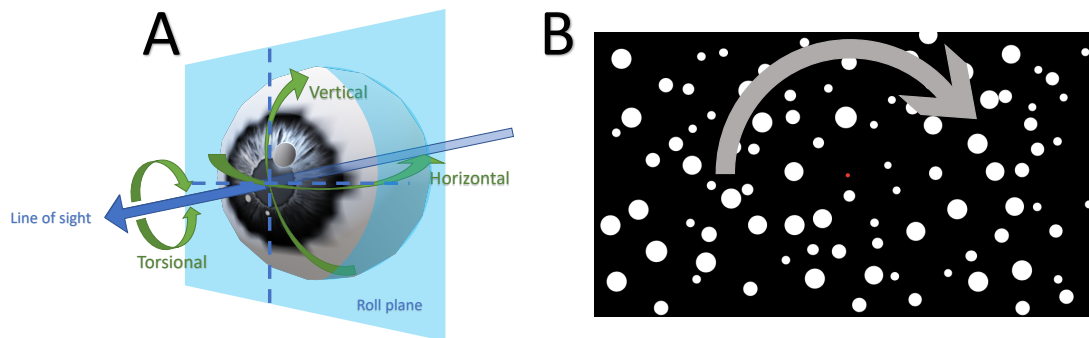 A
Vertical
Horizontal
Line of sight
Torsional
Roll plane
B